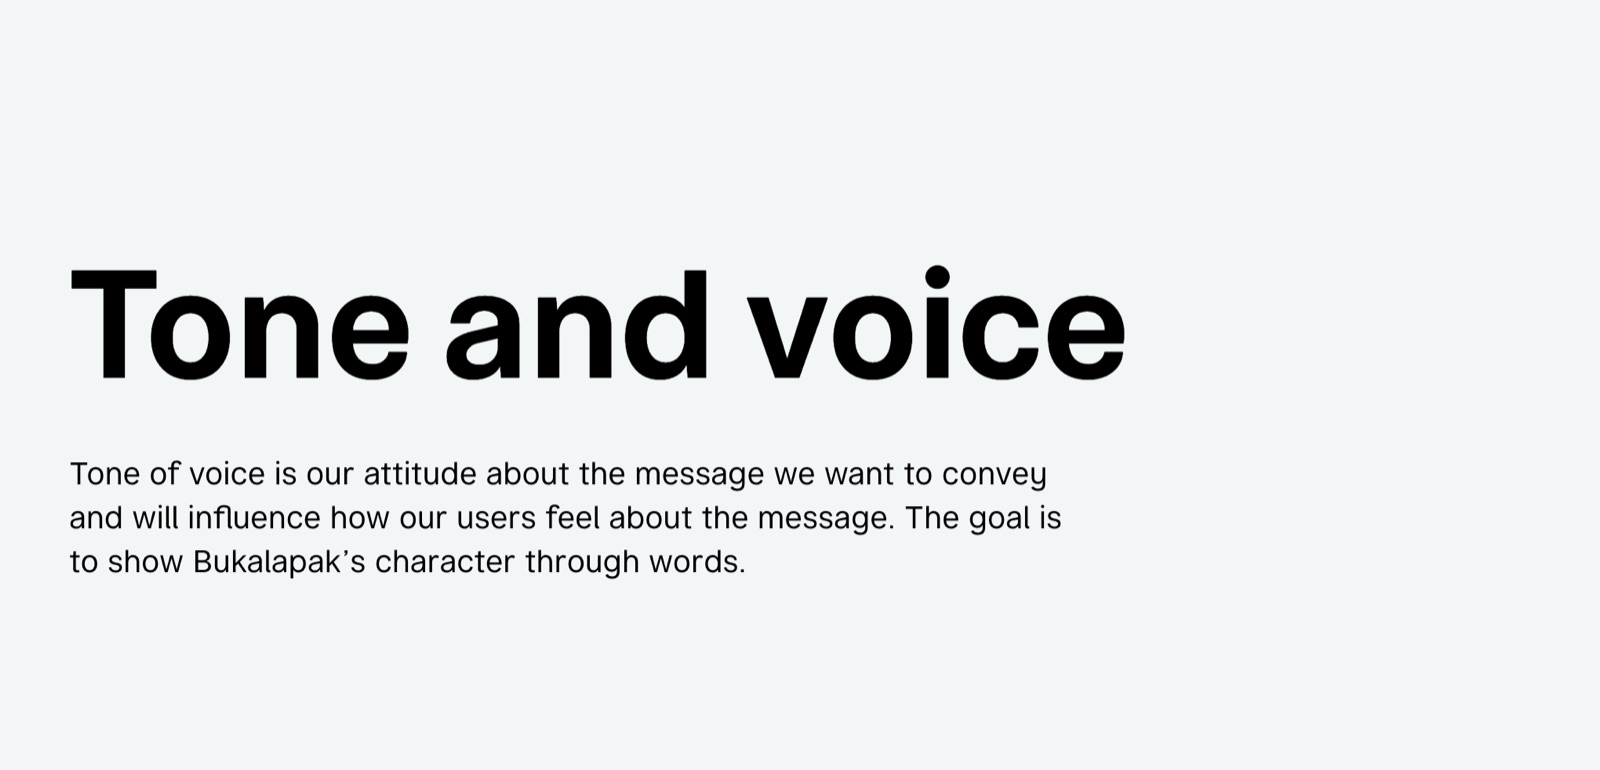 Tone and voice
Tone of voice is our attitude about the message we want to convey
and will influence how our users feel about the message. The goal is
to show Bukalapak’s character through words.